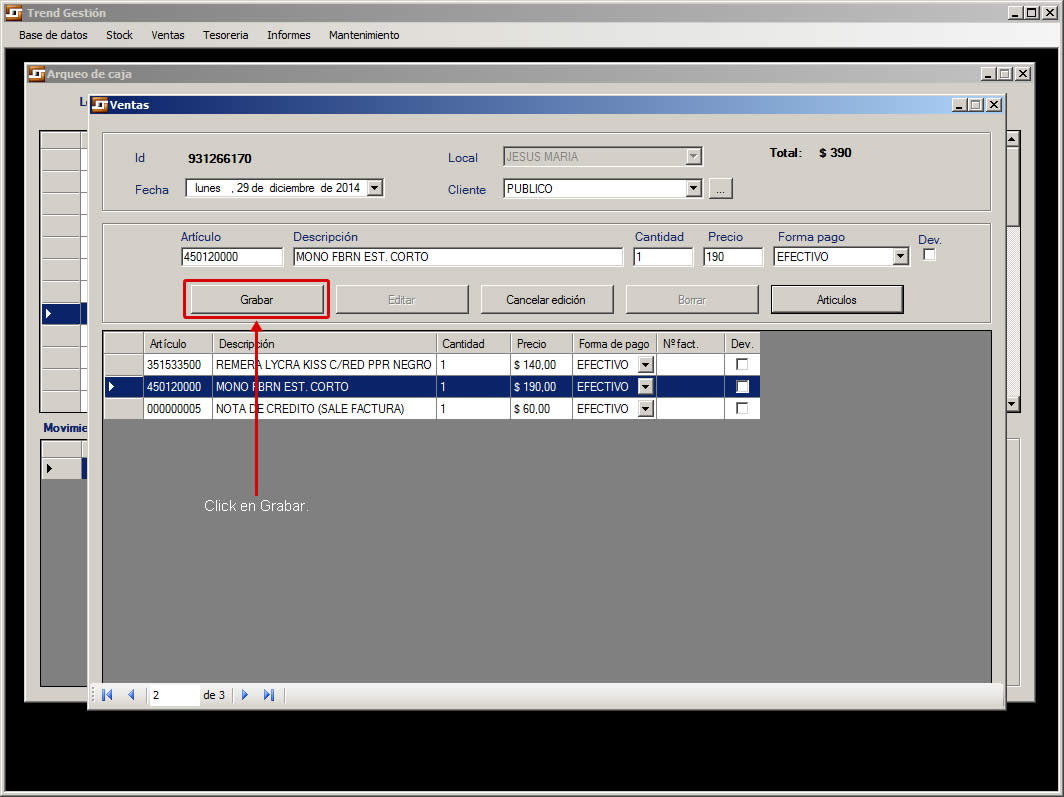 Trend Gestión
Base de datos Stock Ventas Tesoreria Informes Mantenimiento
Arqueo de caja
Ventas
Id 931266170 Local JESUS MARIA Total: $ 390
Fecha lunes , 29 de diciembre de 2014 Cliente PUBLICO ...
Artículo Descripción Cantidad Precio Forma pago Dev.
450120000 MONO FBRN EST. CORTO 1 190 EFECTIVO
Grabar Editar Cancelar edición Borrar Articulos
Artículo Descripción Cantidad Precio Forma de pago Nº fact. Dev.
351533500 REMERA LYCRA KISS C/RED PPR NEGRO 1 $ 140,00 EFECTIVO
450120000 MONO FBRN EST. CORTO 1 $ 190,00 EFECTIVO
000000005 NOTA DE CREDITO (SALE FACTURA) 1 $ 60,00 EFECTIVO
Click en Grabar.
2 de 3